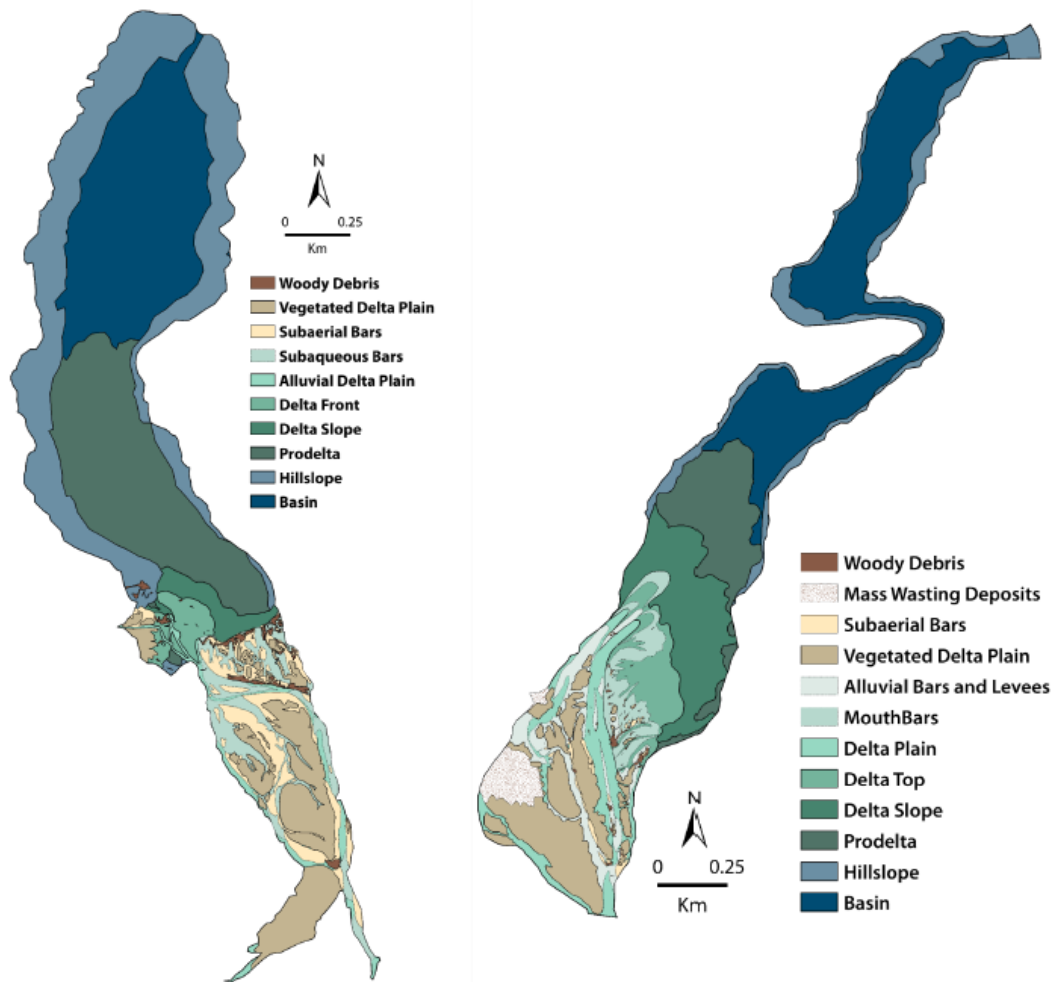 N
0 0.25
Km
Woody Debris
Vegetated Delta Plain
Subaerial Bars
Subaqueous Bars
Alluvial Delta Plain
Delta Front
Delta Slope
Prodelta
Hillslope
Basin
Woody Debris
Mass Wasting Deposits
Subaerial Bars
Vegetated Delta Plain
Alluvial Bars and Levees
MouthBars
Delta Plain
Delta Top
Delta Slope
Prodelta
Hillslope
Basin
N
0 0.25
Km